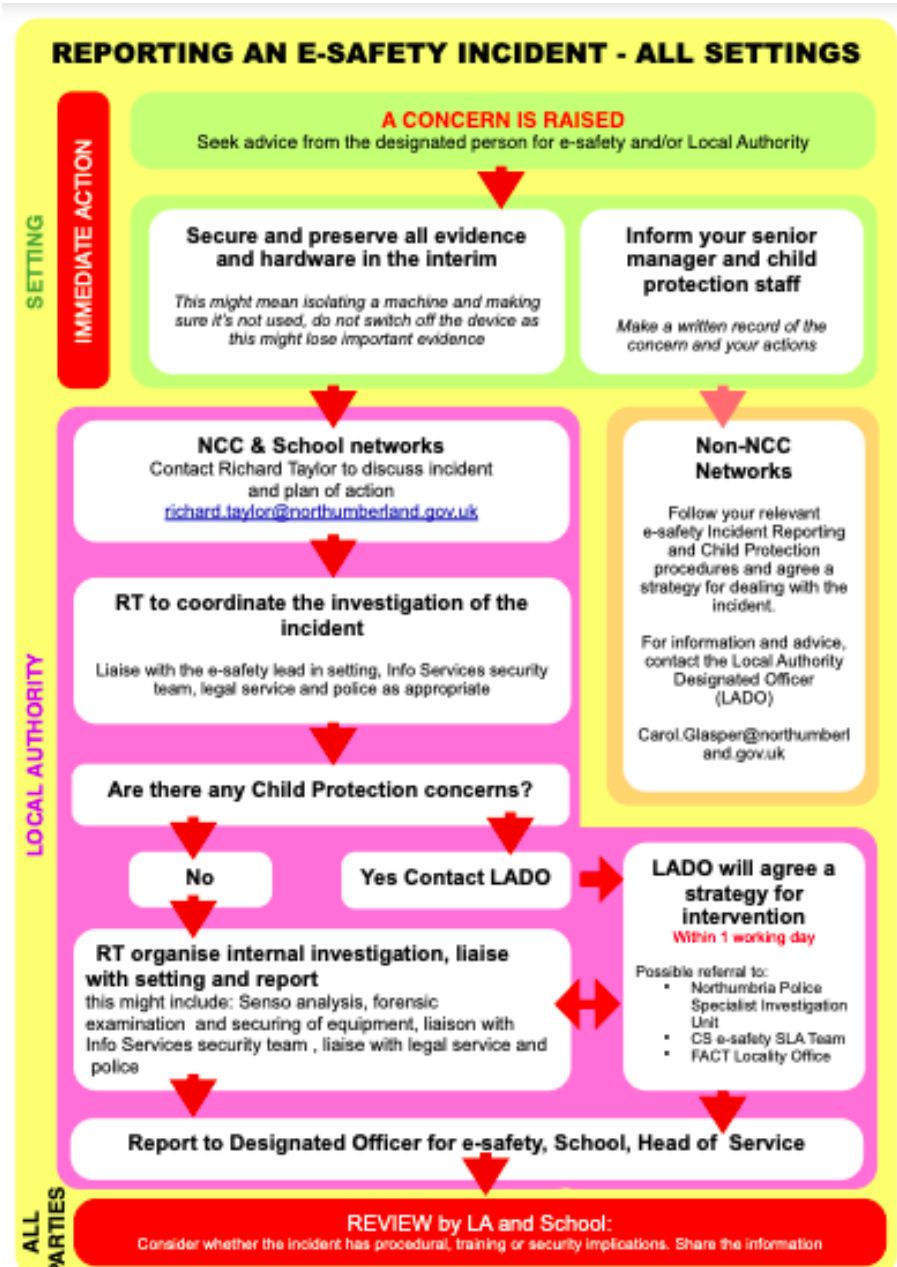 REPORTING AN E-SAFETY INCIDENT - ALL SETTINGS
SETTING
IMMEDIATE ACTION
A CONCERN IS RAISED
Seek advice from the designated person for e-safety and/or Local Authority
Secure and preserve all evidence
and hardware in the interim
This might mean isolating a machine and making
sure it's not used, do not switch off the device as
this might lose important evidence
Inform your senior
manager and child
protection staff
Make a written record of the
concern and your actions
LOCAL AUTHORITY
NCC & School networks
Contact Richard Taylor to discuss incident
and plan of action
richard.taylor@northumberland.gov.uk
Non-NCC
Networks
Follow your relevant
e-safety Incident Reporting
and Child Protection
procedures and agree a
strategy for dealing with the
incident.
For information and advice,
contact the Local Authority
Designated Officer
(LADO)
Carol.Glasper@northumberl
and.gov.uk
RT to coordinate the investigation of the
incident
Liaise with the e-safety lead in setting, Info Services security
team, legal service and police as appropriate
Are there any Child Protection concerns?
No
Yes Contact LADO
LADO will agree a
strategy for
intervention
Within 1 working day
Possible referral to:
• Northumbria Police
Specialist Investigation
Unit
• CS e-safety SLA Team
• FACT Locality Office
RT organise internal investigation, liaise
with setting and report
this might include: Senso analysis, forensic
examination and securing of equipment, liaison with
Info Services security team , liaise with legal service and
police
Report to Designated Officer for e-safety, School, Head of Service
ALL
PARTIES
REVIEW by LA and School:
Consider whether the incident has procedural, training or security implications. Share the information